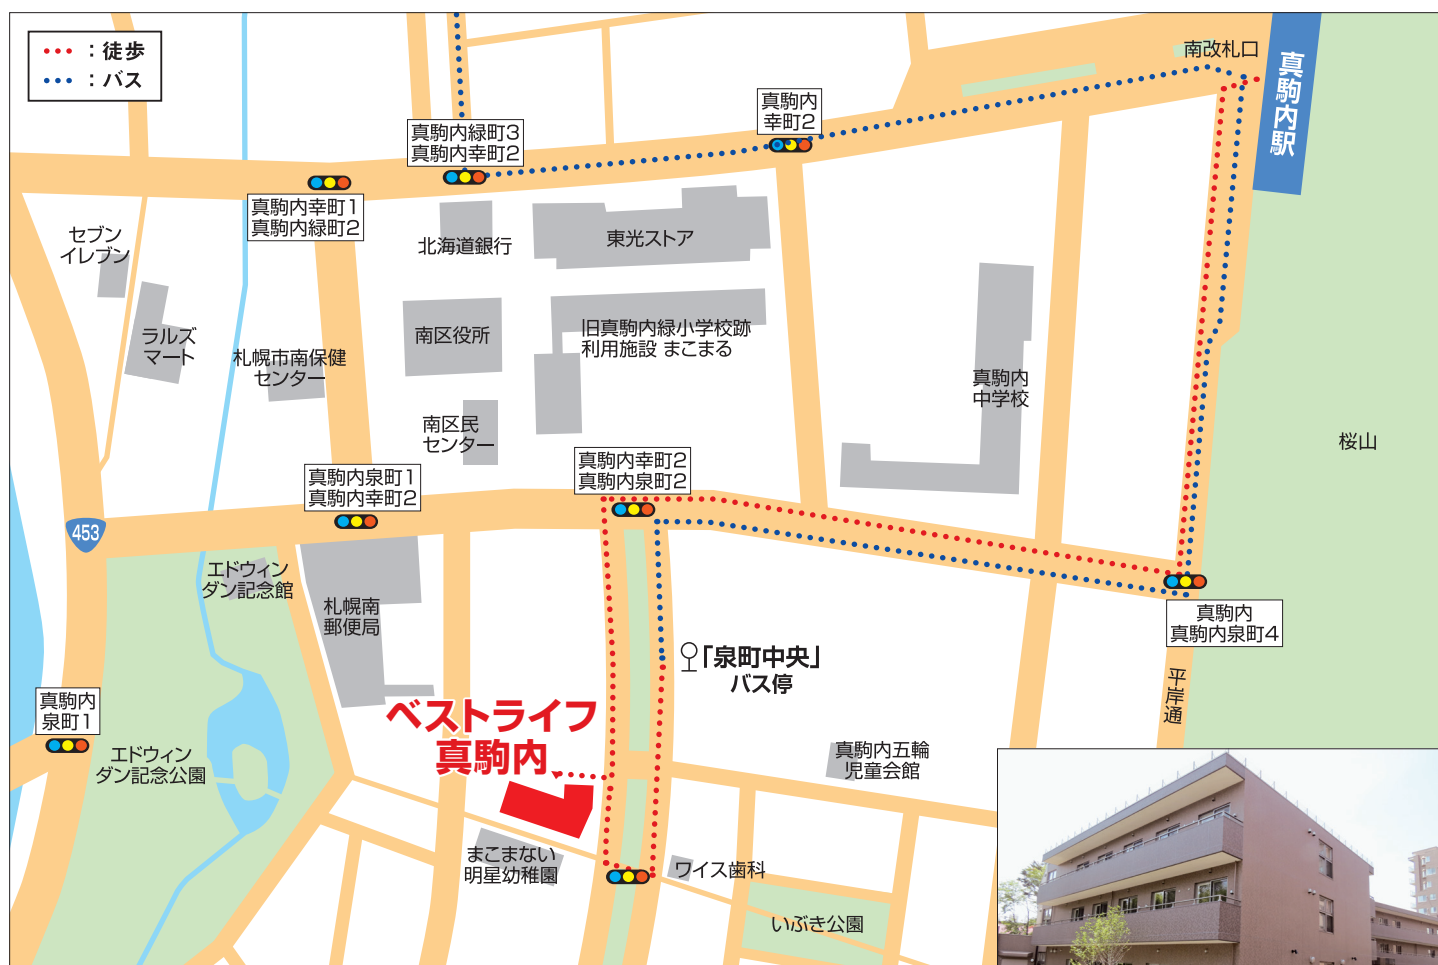 ：徒歩
：バス
南改札口
真駒内駅
真駒内
幸町2
真駒内緑町3
真駒内幸町2
真駒内幸町1
真駒内緑町2
セブン
イレブン
北海道銀行
東光ストア
ラルズ
マート
札幌市南保健
センター
南区役所
旧真駒内緑小学校跡
利用施設 まこまる
真駒内
中学校
南区民
センター
桜山
真駒内泉町1
真駒内幸町2
真駒内幸町2
真駒内泉町2
453
エドウィン
ダン記念館
札幌南
郵便局
真駒内
真駒内泉町4
「泉町中央」
バス停
平岸通
真駒内
泉町1
ベストライフ
真駒内
エドウィン
ダン記念公園
真駒内五輪
児童会館
まこまない
明星幼稚園
ワイス歯科
いぶき公園